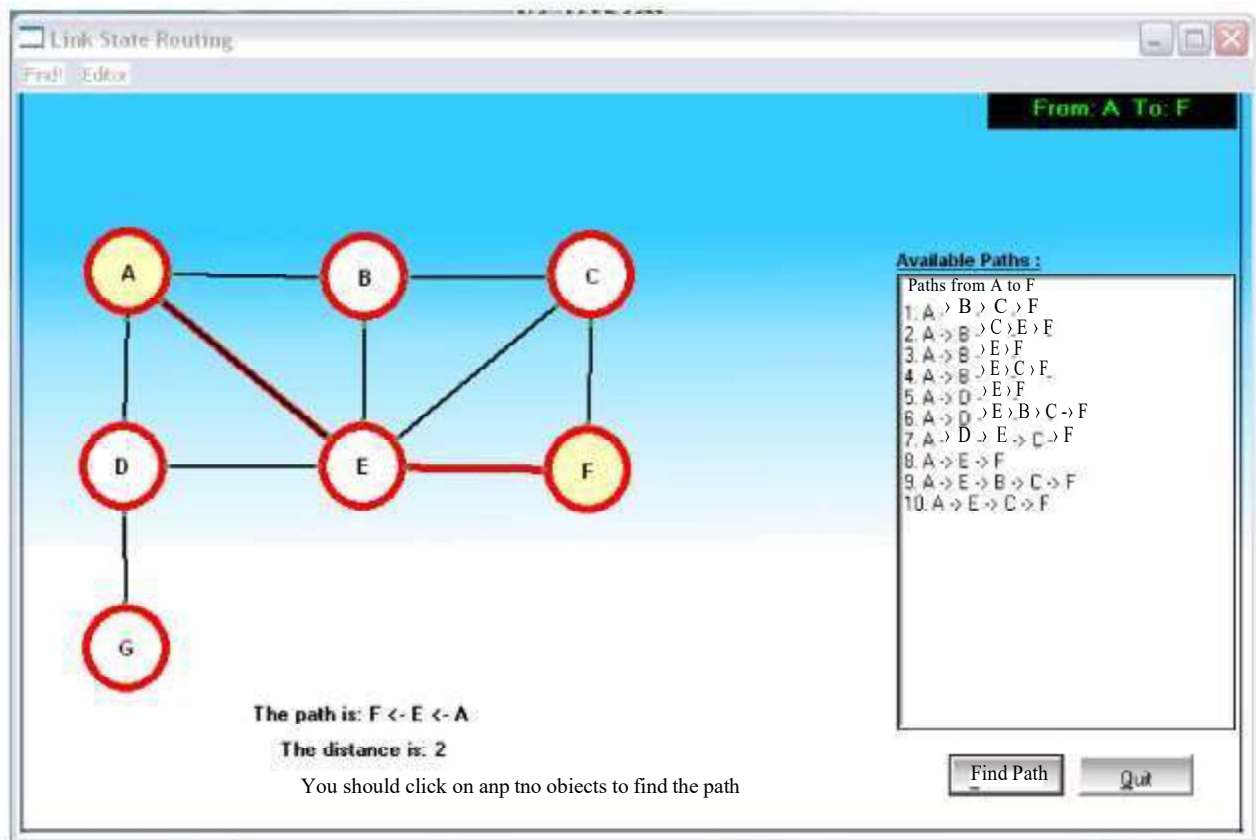 Link State Routing
Find! Editor
From: A To: F
A B C
D E F
G
Available Paths :
Paths from A to F
1. A › B › C › F
2. A -> B › C › E › F
3. A -> B › E › F
4. A -> B › E › C › F
5. A -> D › E › F
6. A -> D › E › B › C -> F
7. A -> D -> E -> C -> F
8. A -> E -> F
9. A -> E -> B -> C -> F
10. A -> E -> C -> F
The path is: F <- E <- A
The distance is: 2
You should click on anp tno obiects to find the path
Find Path Quit